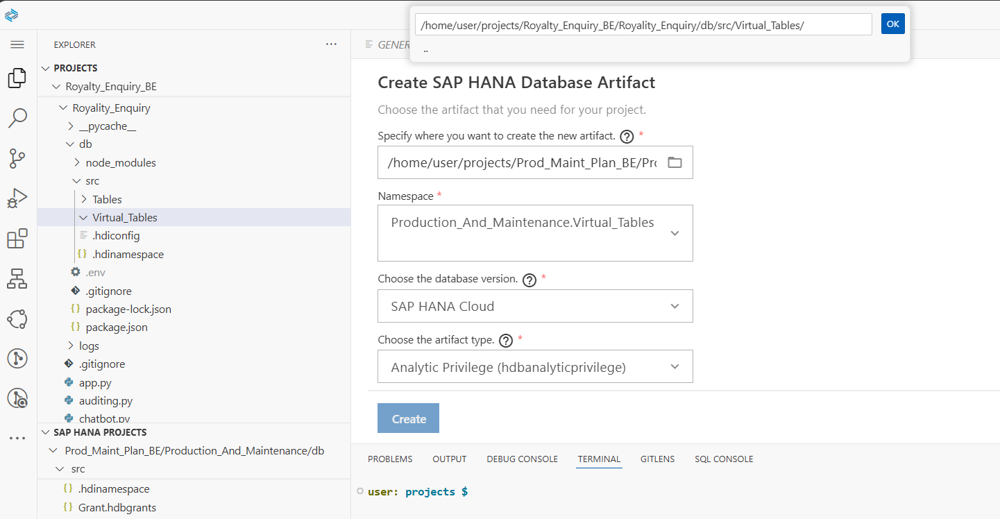 /home/user/projects/Royalty_Enquiry_BE/Royality_Enquiry/db/src/Virtual_Tables/
OK
..
EXPLORER
...
PROJECTS
Royalty_Enquiry_BE
Royality_Enquiry
__pycache__
db
node_modules
src
Tables
Virtual_Tables
.hdiconfig
{} .hdinamespace
.env
.gitignore
{} package-lock.json
{} package.json
logs
.gitignore
app.py
auditing.py
chatbot.py
SAP HANA PROJECTS
Prod_Maint_Plan_BE/Production_And_Maintenance/db
src
{} .hdinamespace
{} Grant.hdbgrants
GENER
Create SAP HANA Database Artifact
Choose the artifact that you need for your project.
Specify where you want to create the new artifact. ? *
/home/user/projects/Prod_Maint_Plan_BE/Pro
Namespace *
Production_And_Maintenance.Virtual_Tables
Choose the database version. ? *
SAP HANA Cloud
Choose the artifact type. ? *
Analytic Privilege (hdbanalyticprivilege)
Create
PROBLEMS OUTPUT DEBUG CONSOLE TERMINAL GITLENS SQL CONSOLE
user: projects $